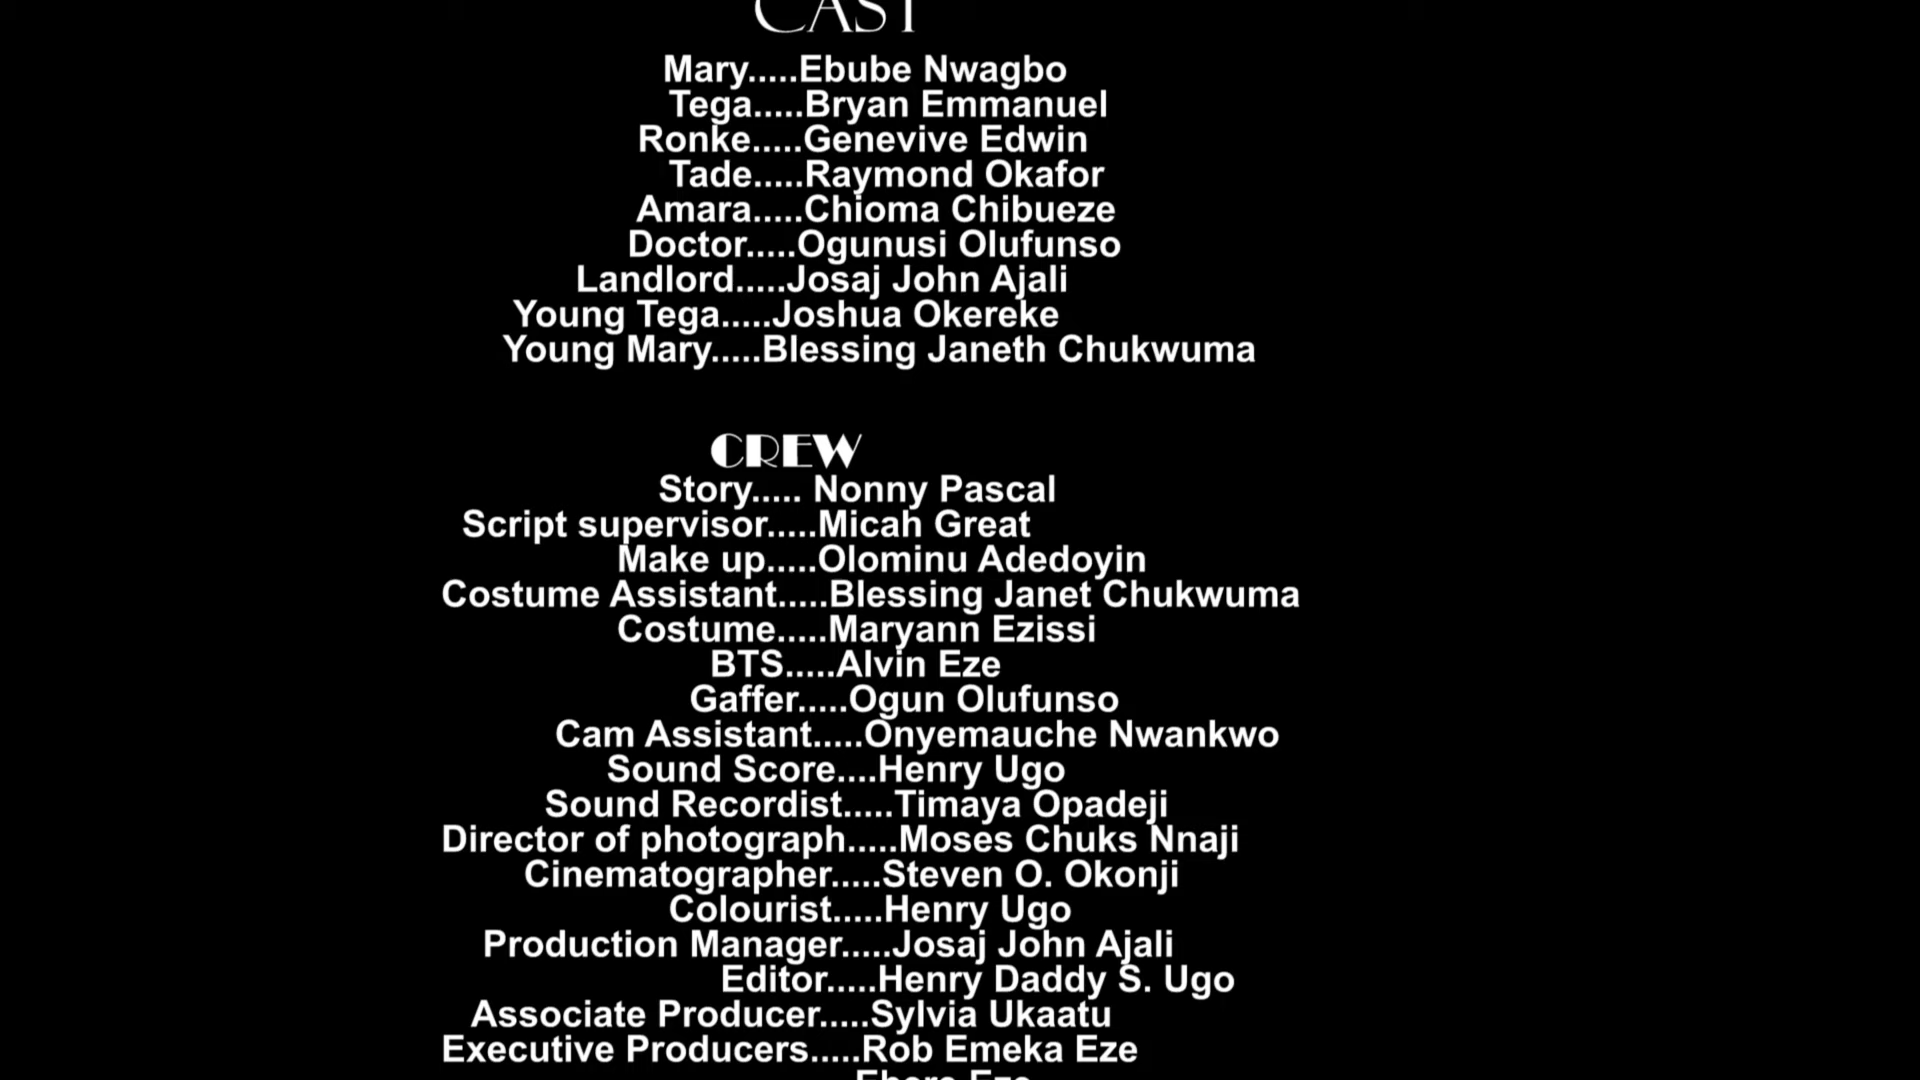 CAST
Mary.....Ebube Nwagbo
Tega.....Bryan Emmanuel
Ronke.....Genevive Edwin
Tade.....Raymond Okafor
Amara.....Chioma Chibueze
Doctor.....Ogunusi Olufunso
Landlord.....Josaj John Ajali
Young Tega.....Joshua Okereke
Young Mary.....Blessing Janeth Chukwuma
CREW
Story..... Nonny Pascal
Script supervisor.....Micah Great
Make up.....Olominu Adedoyin
Costume Assistant.....Blessing Janet Chukwuma
Costume.....Maryann Ezissi
BTS.....Alvin Eze
Gaffer.....Ogun Olufunso
Cam Assistant.....Onyemauche Nwankwo
Sound Score....Henry Ugo
Sound Recordist.....Timaya Opadeji
Director of photograph.....Moses Chuks Nnaji
Cinematographer.....Steven O. Okonji
Colourist.....Henry Ugo
Production Manager.....Josaj John Ajali
Editor.....Henry Daddy S. Ugo
Associate Producer.....Sylvia Ukaatu
Executive Producers.....Rob Emeka Eze